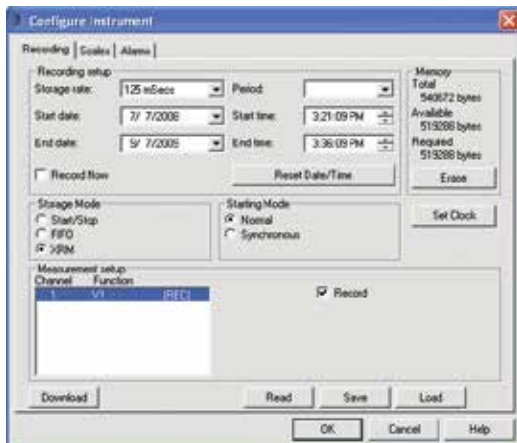 Configure Instrument
Recording Scales Alarms
Recording setup
Storage rate: 125 mSecs Period:
Start date: 7/ 7/2006 Start time: 3:21:09 PM
End date: 9/ 7/2005 End time: 3:36:09 PM
Record Now Reset Date/Time
Memory
Total
540672 bytes
Available
519288 bytes
Required
519288 bytes
Erase
Storage Mode
Start/Stop
FIFO
XRM
Starting Mode
Normal
Synchronous
Set Clock
Measurement setup
Channel Function
1 V1 [REC]
Record
Download Read Save Load
OK Cancel Help